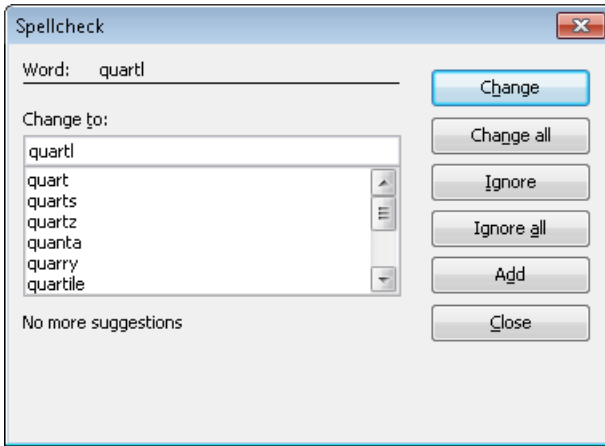 Spellcheck
Word: quartl
Change to:
quartl
quart
quarts
quartz
quanta
quarry
quartile
No more suggestions
Change
Change all
Ignore
Ignore all
Add
Close